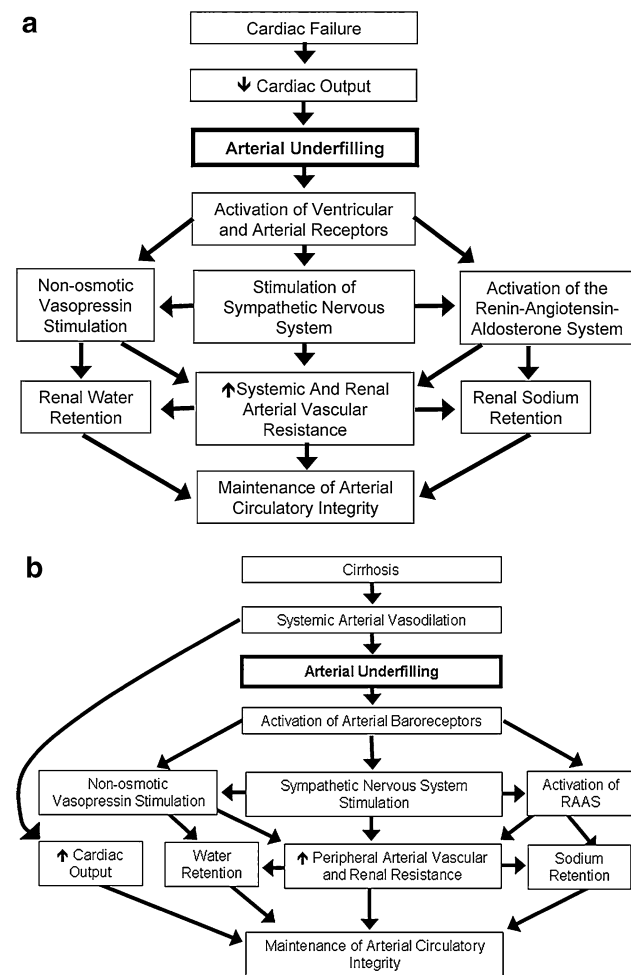 a
Cardiac Failure
↓ Cardiac Output
Arterial Underfilling
Activation of Ventricular
and Arterial Receptors
Non-osmotic
Vasopressin
Stimulation
Stimulation of
Sympathetic Nervous
System
Activation of the
Renin-Angiotensin-
Aldosterone System
Renal Water
Retention
↑Systemic And Renal
Arterial Vascular
Resistance
Renal Sodium
Retention
Maintenance of Arterial
Circulatory Integrity
b
Cirrhosis
Systemic Arterial Vasodilation
Arterial Underfilling
Activation of Arterial Baroreceptors
Non-osmotic
Vasopressin Stimulation
Sympathetic Nervous System
Stimulation
Activation of
RAAS
↑ Cardiac
Output
Water
Retention
↑ Peripheral Arterial Vascular
and Renal Resistance
Sodium
Retention
Maintenance of Arterial Circulatory
Integrity